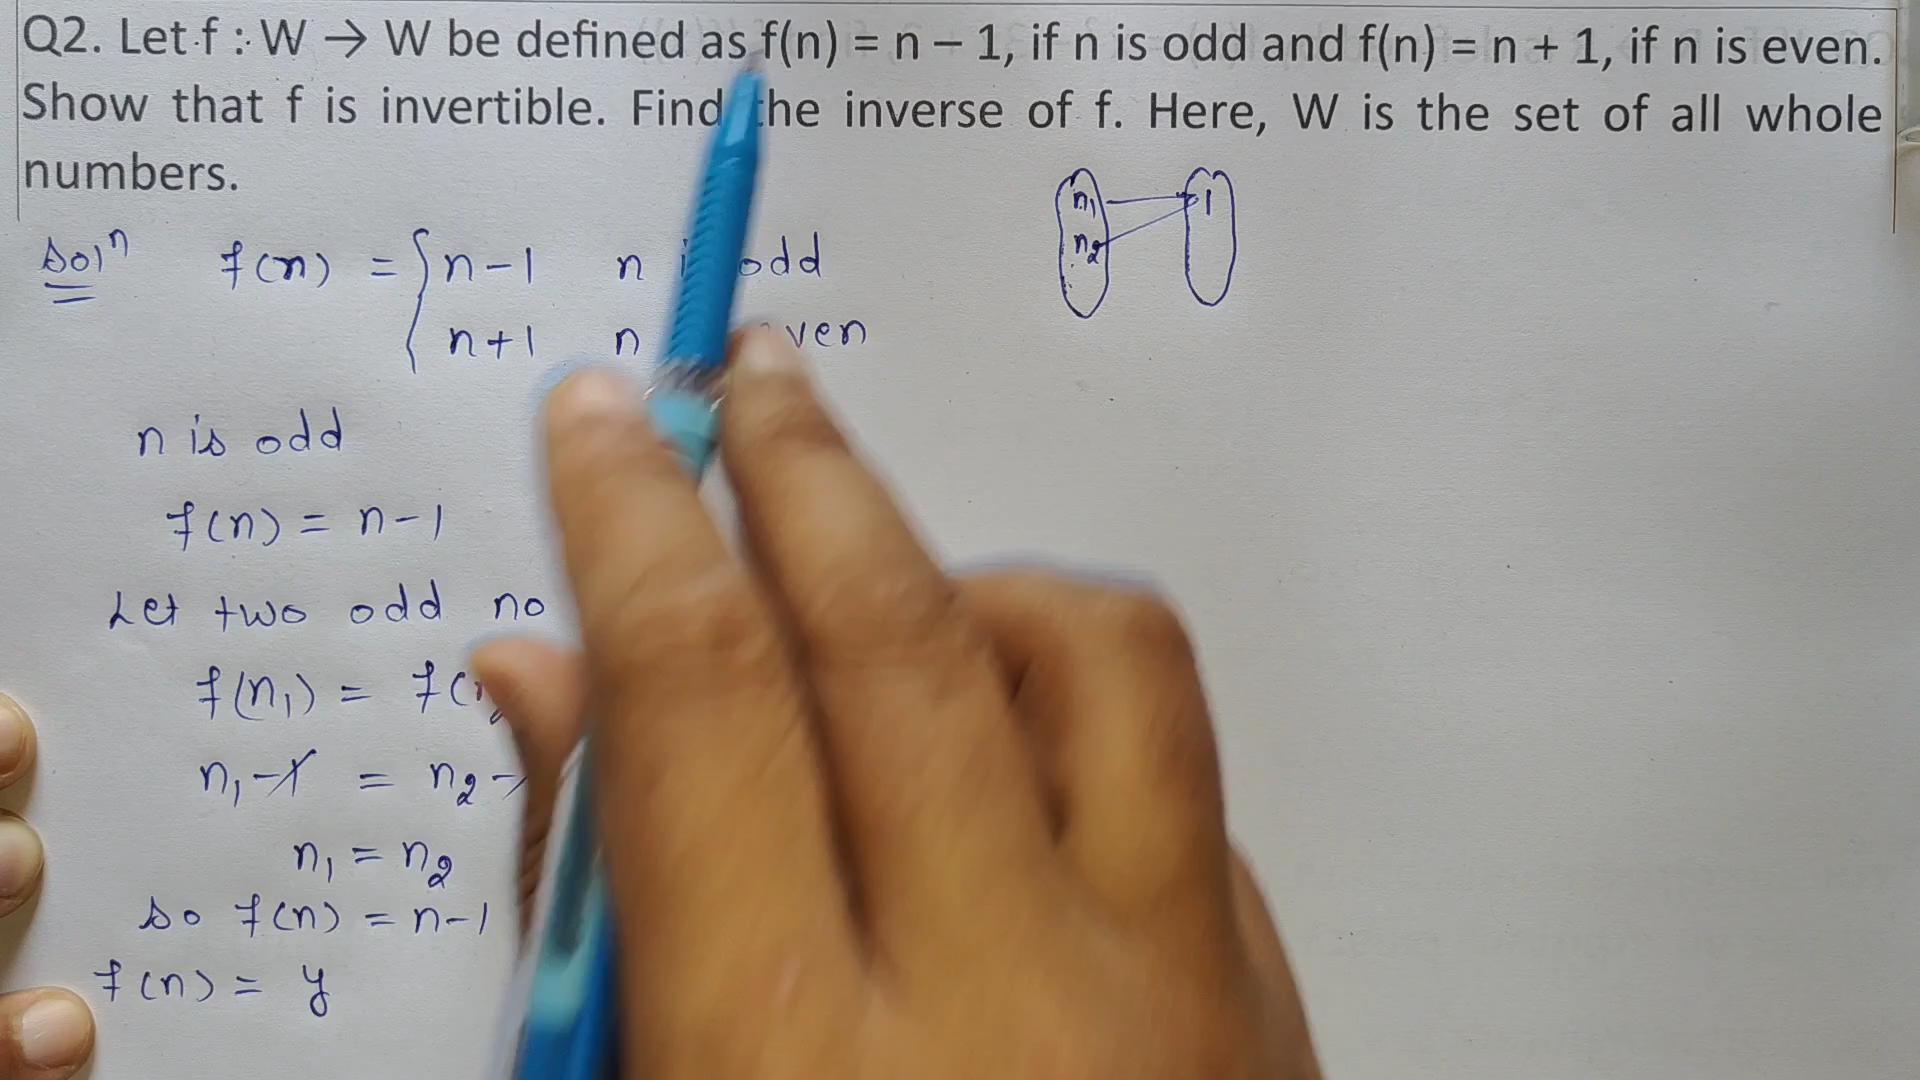 Q2. Let f : W → W be defined as f(n) = n – 1, if n is odd and f(n) = n + 1, if n is even.
Show that f is invertible. Find the inverse of f. Here, W is the set of all whole
numbers.
n1 1
n2
Solⁿ f(n) = { n-1 n odd
n+1 n
n is odd
f(n) = n-1
Let two odd no
f(n1) =
n1-1 = n2-
n1 = n2
so f(n) = n-1
f(n) = y